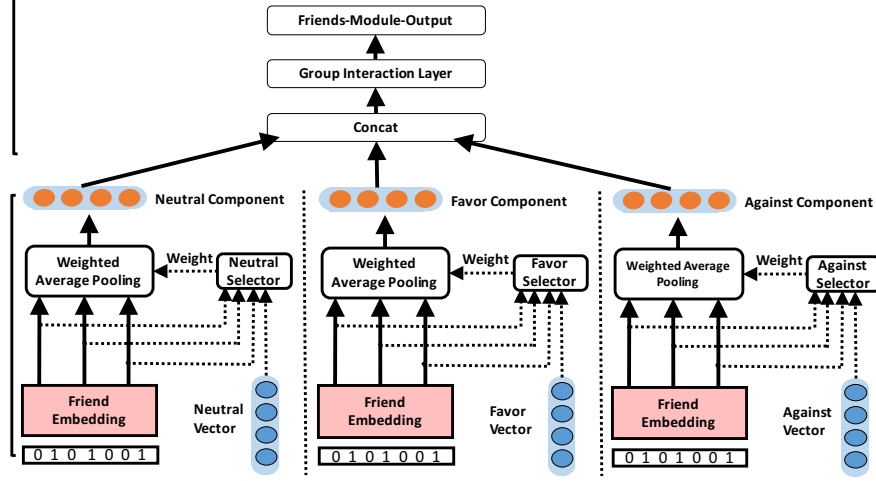 Friends-Module-Output
Group Interaction Layer
Concat
Neutral Component
Favor Component
Against Component
Weighted
Average Pooling
Weight
Neutral
Selector
Weighted
Average Pooling
Weight
Favor
Selector
Weighted Average
Pooling
Weight
Against
Selector
Friend
Embedding
Neutral
Vector
Friend
Embedding
Favor
Vector
Friend
Embedding
Against
Vector
0 1 0 1 0 0 1
0 1 0 1 0 0 1
0 1 0 1 0 0 1